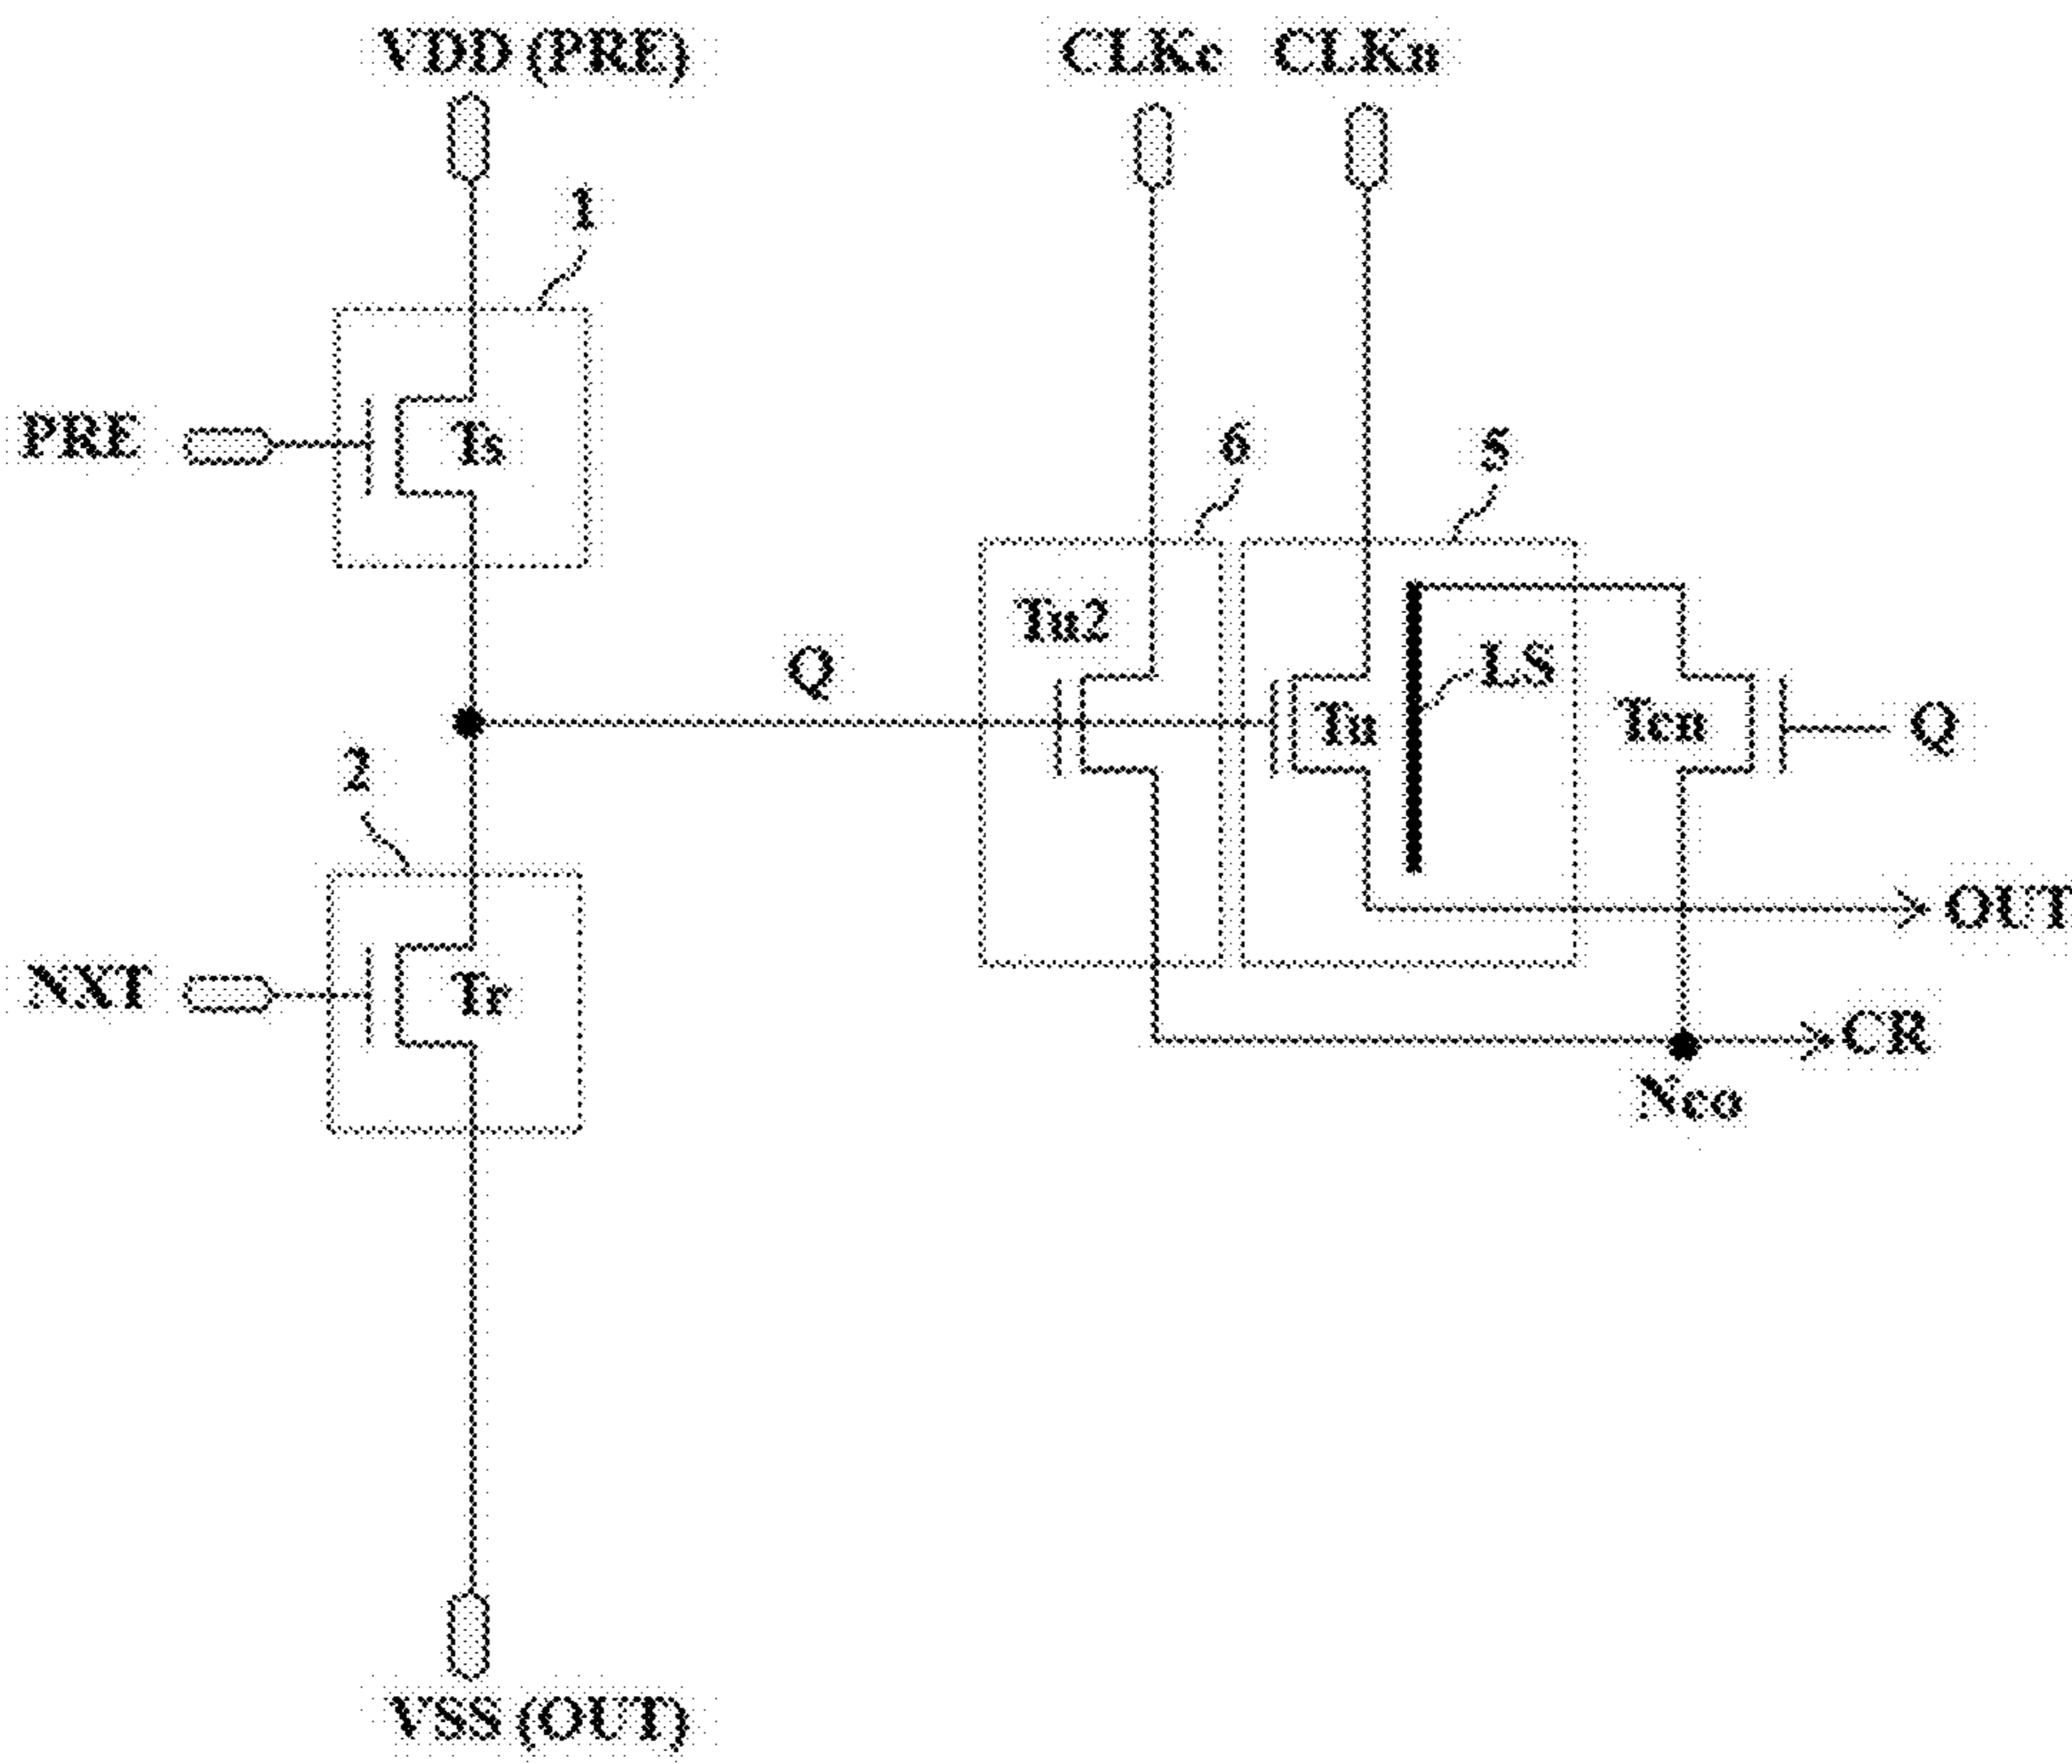 VDD (PRE)
CLKc
CLKn
1
PRE
Ts
6
5
Tu2
Q
LS
Tu
Tcn
Q
2
OUT
NXT
Tr
CR
Nco
VSS (OUT)